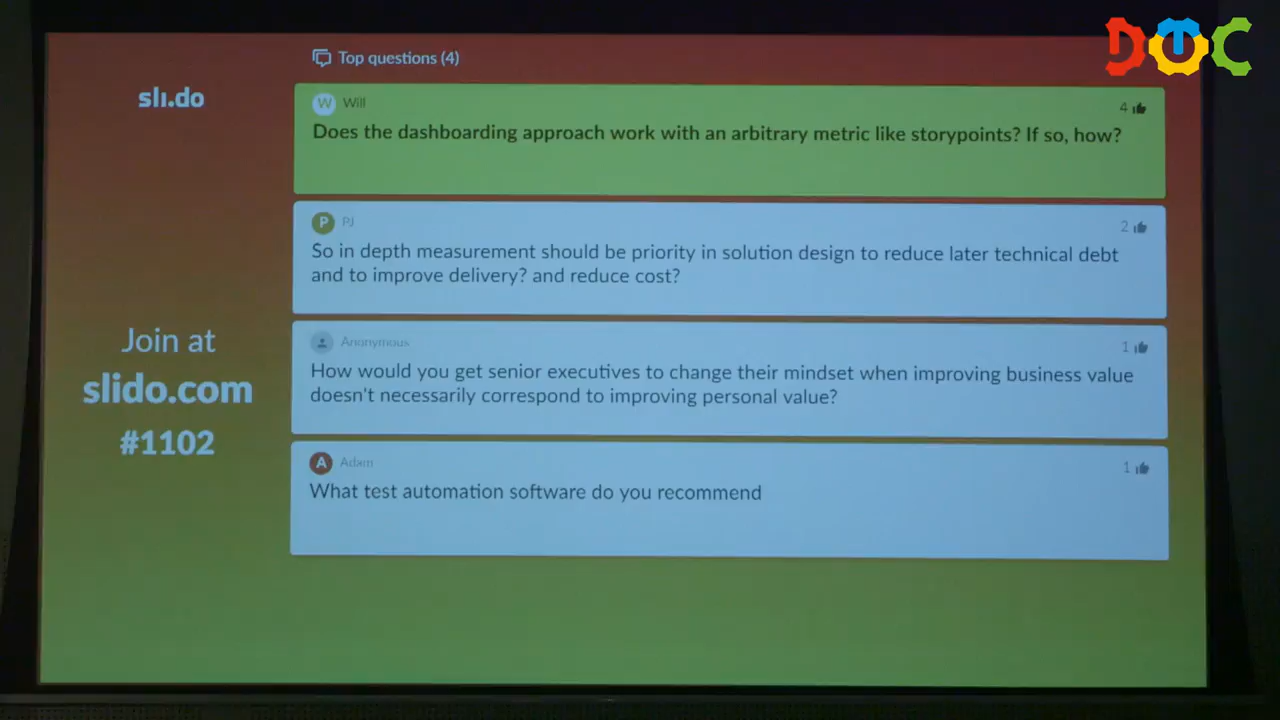 DTC
Top questions (4)
sli.do
W Will
4
Does the dashboarding approach work with an arbitrary metric like storypoints? If so, how?
P PJ
2
So in depth measurement should be priority in solution design to reduce later technical debt
and to improve delivery? and reduce cost?
Join at
slido.com
#1102
Anonymous
1
How would you get senior executives to change their mindset when improving business value
doesn't necessarily correspond to improving personal value?
A Adam
1
What test automation software do you recommend